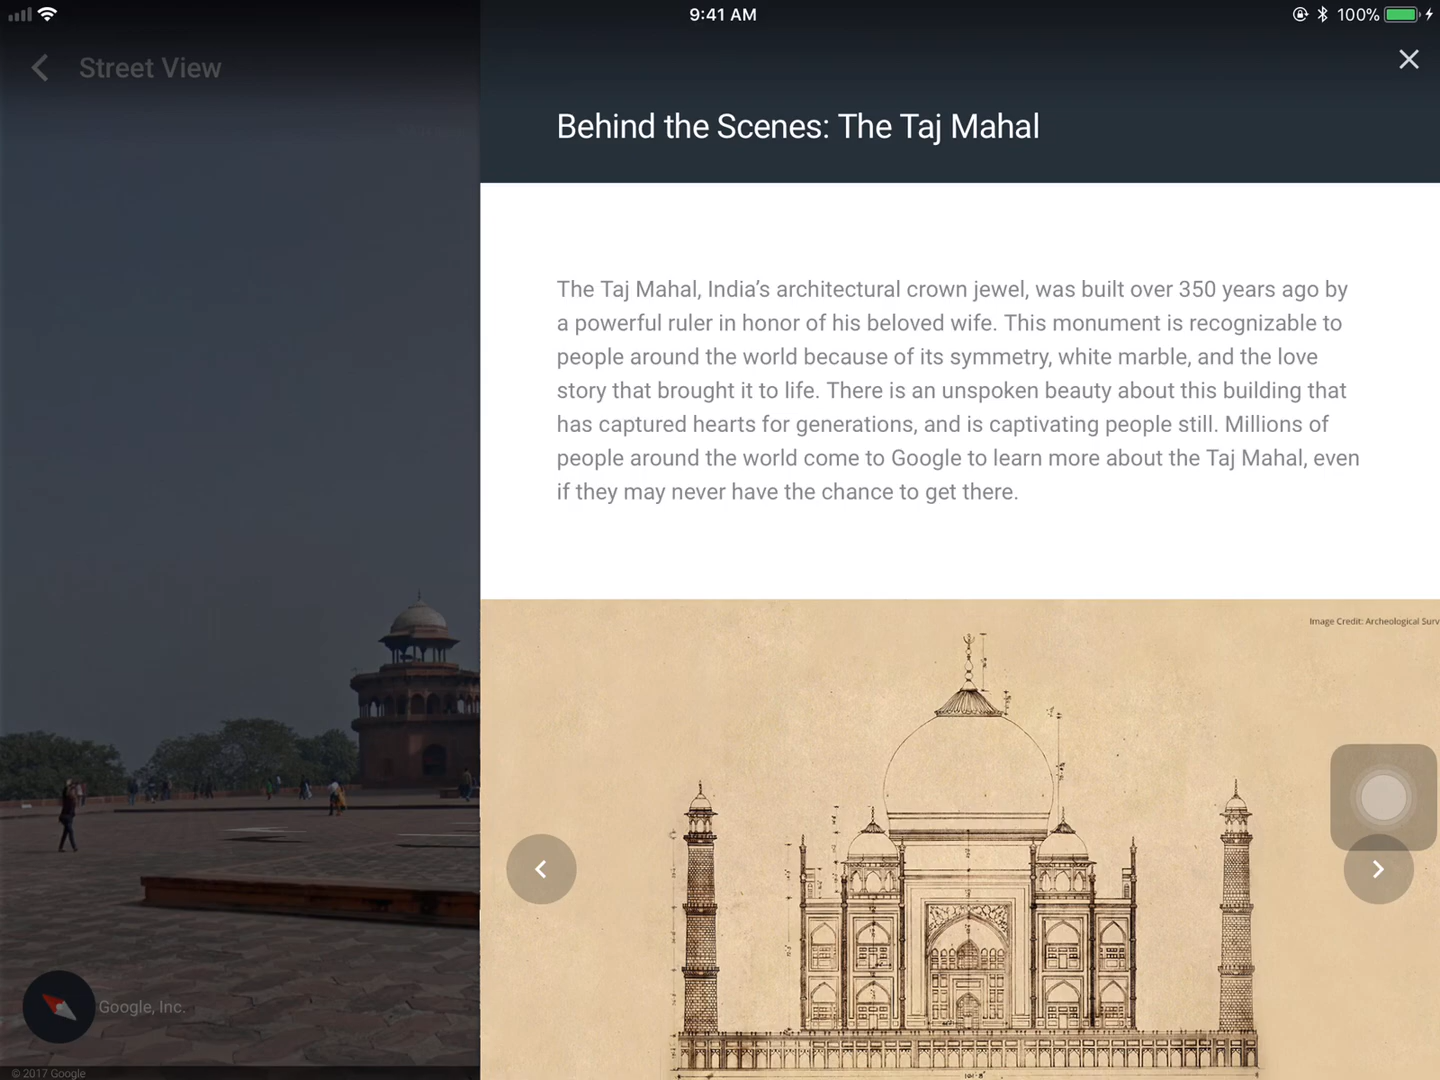 9:41 AM
100%
Street View
Behind the Scenes: The Taj Mahal
The Taj Mahal, India’s architectural crown jewel, was built over 350 years ago by
a powerful ruler in honor of his beloved wife. This monument is recognizable to
people around the world because of its symmetry, white marble, and the love
story that brought it to life. There is an unspoken beauty about this building that
has captured hearts for generations, and is captivating people still. Millions of
people around the world come to Google to learn more about the Taj Mahal, even
if they may never have the chance to get there.
Image Credit: Archeological Surv
Google, Inc.
© 2017 Google